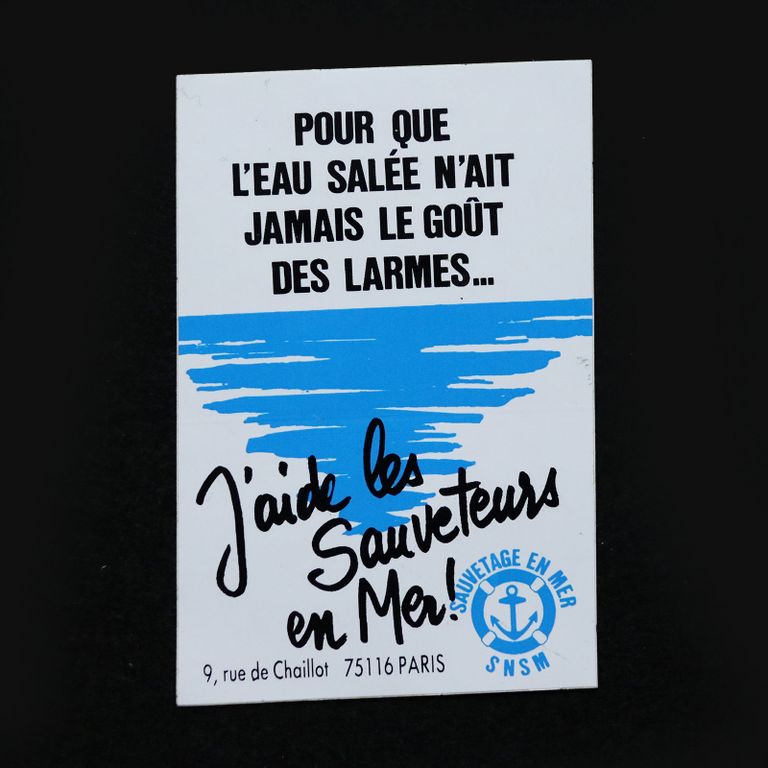 POUR QUE
L'EAU SALÉE N'AIT
JAMAIS LE GOÛT
DES LARMES...
J'aide les
Sauveteurs
en Mer!
SAUVETAGE EN MER
SNSM
9, rue de Chaillot 75116 PARIS